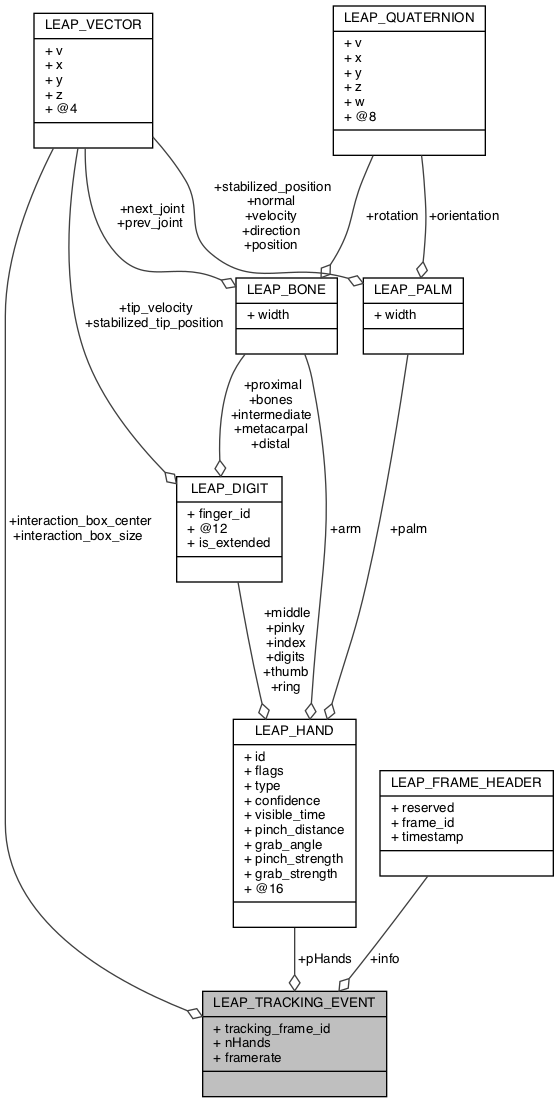 LEAP_VECTOR
+ v
+ x
+ y
+ z
+ @4
LEAP_QUATERNION
+ v
+ x
+ y
+ z
+ w
+ @8
+next_joint
+prev_joint
+stabilized_position
+normal
+velocity
+direction
+position
+rotation
+orientation
LEAP_BONE
+ width
LEAP_PALM
+ width
+tip_velocity
+stabilized_tip_position
+proximal
+bones
+intermediate
+metacarpal
+distal
LEAP_DIGIT
+ finger_id
+ @12
+ is_extended
+interaction_box_center
+interaction_box_size
+arm
+palm
+middle
+pinky
+index
+digits
+thumb
+ring
LEAP_HAND
+ id
+ flags
+ type
+ confidence
+ visible_time
+ pinch_distance
+ grab_angle
+ pinch_strength
+ grab_strength
+ @16
LEAP_FRAME_HEADER
+ reserved
+ frame_id
+ timestamp
+pHands
+info
LEAP_TRACKING_EVENT
+ tracking_frame_id
+ nHands
+ framerate